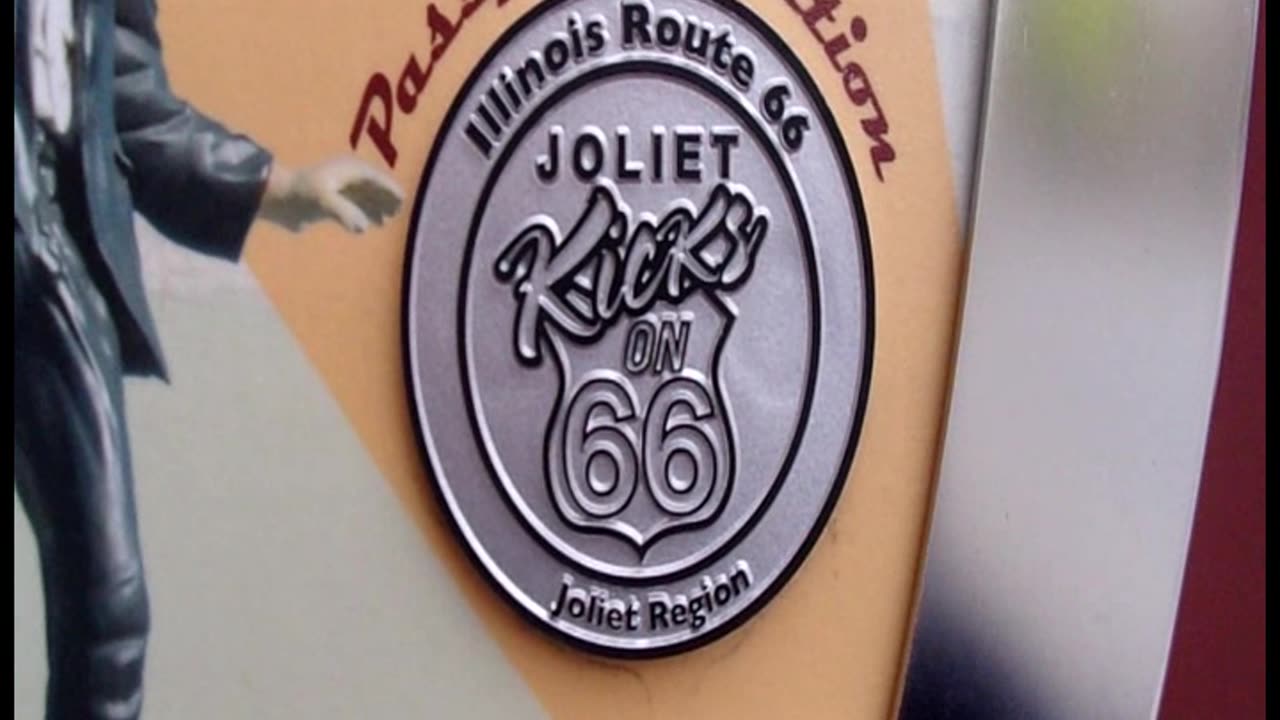 Illinois Route 66
JOLIET
Kicks
ON
66
Joliet Region